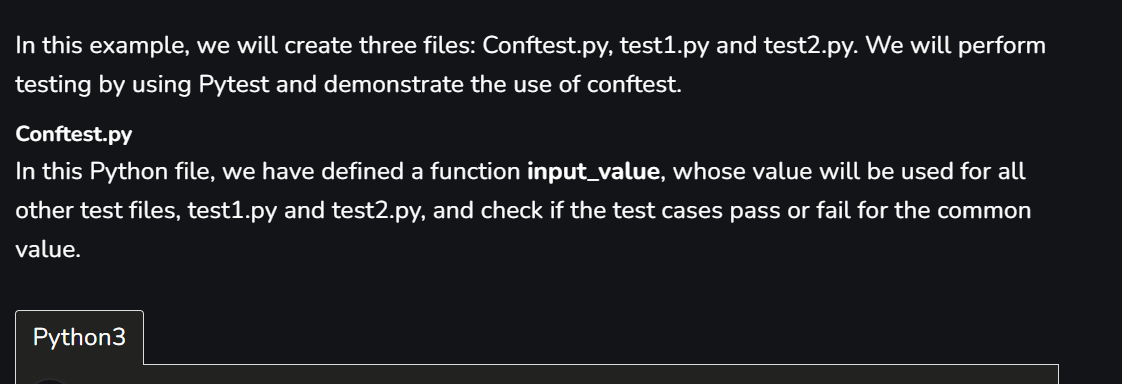 In this example, we will create three files: Conftest.py, test1.py and test2.py. We will perform
testing by using Pytest and demonstrate the use of conftest.
Conftest.py
In this Python file, we have defined a function input_value, whose value will be used for all
other test files, test1.py and test2.py, and check if the test cases pass or fail for the common
value.
Python3